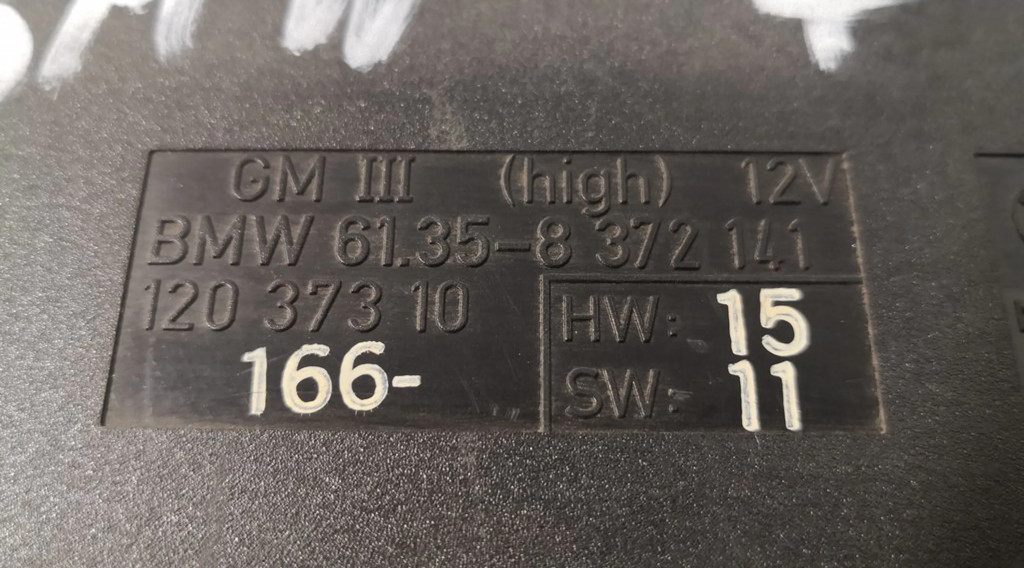 GM III (high) 12V
BMW 61.35-8 372 141
120 373 10
HW: 15
166-
SW: 11